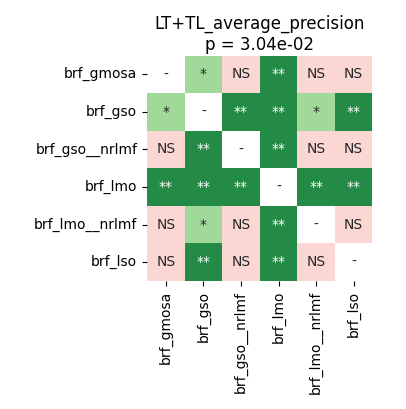 LT+TL_average_precision
p = 3.04e-02
brf_gmosa - * NS ** NS NS
brf_gso * - ** ** * **
brf_gso__nrlmf NS ** - ** NS NS
brf_lmo ** ** ** - ** **
brf_lmo__nrlmf NS * NS ** - NS
brf_lso NS ** NS ** NS -
brf_gmosa
brf_gso
brf_gso__nrlmf
brf_lmo
brf_lmo__nrlmf
brf_lso